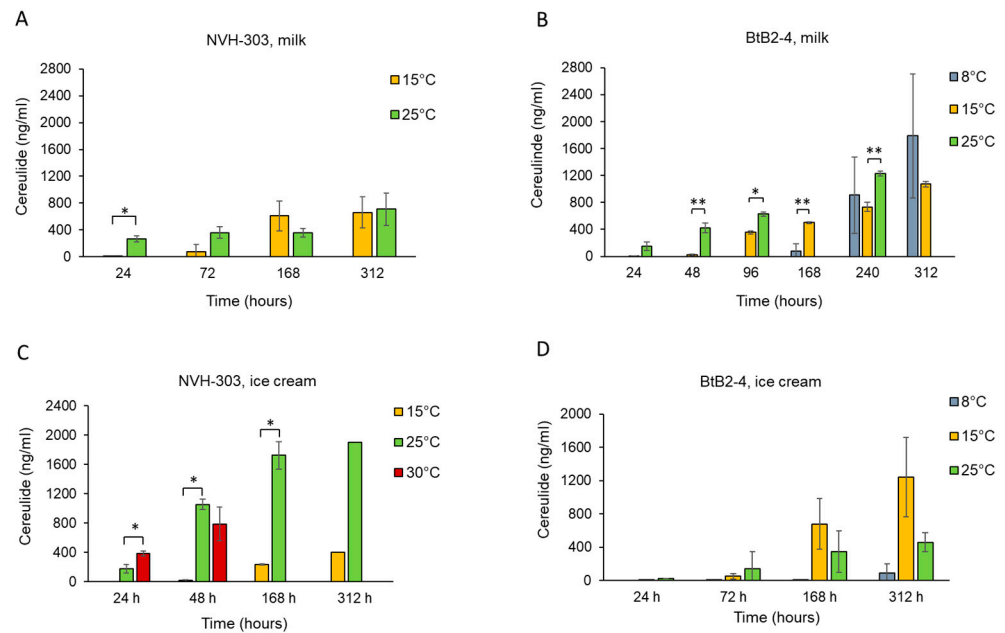 A
NVH-303, milk
Cereulide (ng/ml)
2800
2400
2000
1600
1200
800
400
0
24 72 168 312
Time (hours)
15°C
25°C
*
B
BtB2-4, milk
Cereulinde (ng/ml)
2800
2400
2000
1600
1200
800
400
0
24 48 96 168 240 312
Time (hours)
8°C
15°C
25°C
**
*
**
**
C
NVH-303, ice cream
Cereulide (ng/ml)
2400
2000
1600
1200
800
400
0
24 h 48 h 168 h 312 h
Time (hours)
15°C
25°C
30°C
*
*
*
D
BtB2-4, ice cream
Cereulide (ng/ml)
2000
1600
1200
800
400
0
24 h 72 h 168 h 312 h
Time (hours)
8°C
15°C
25°C